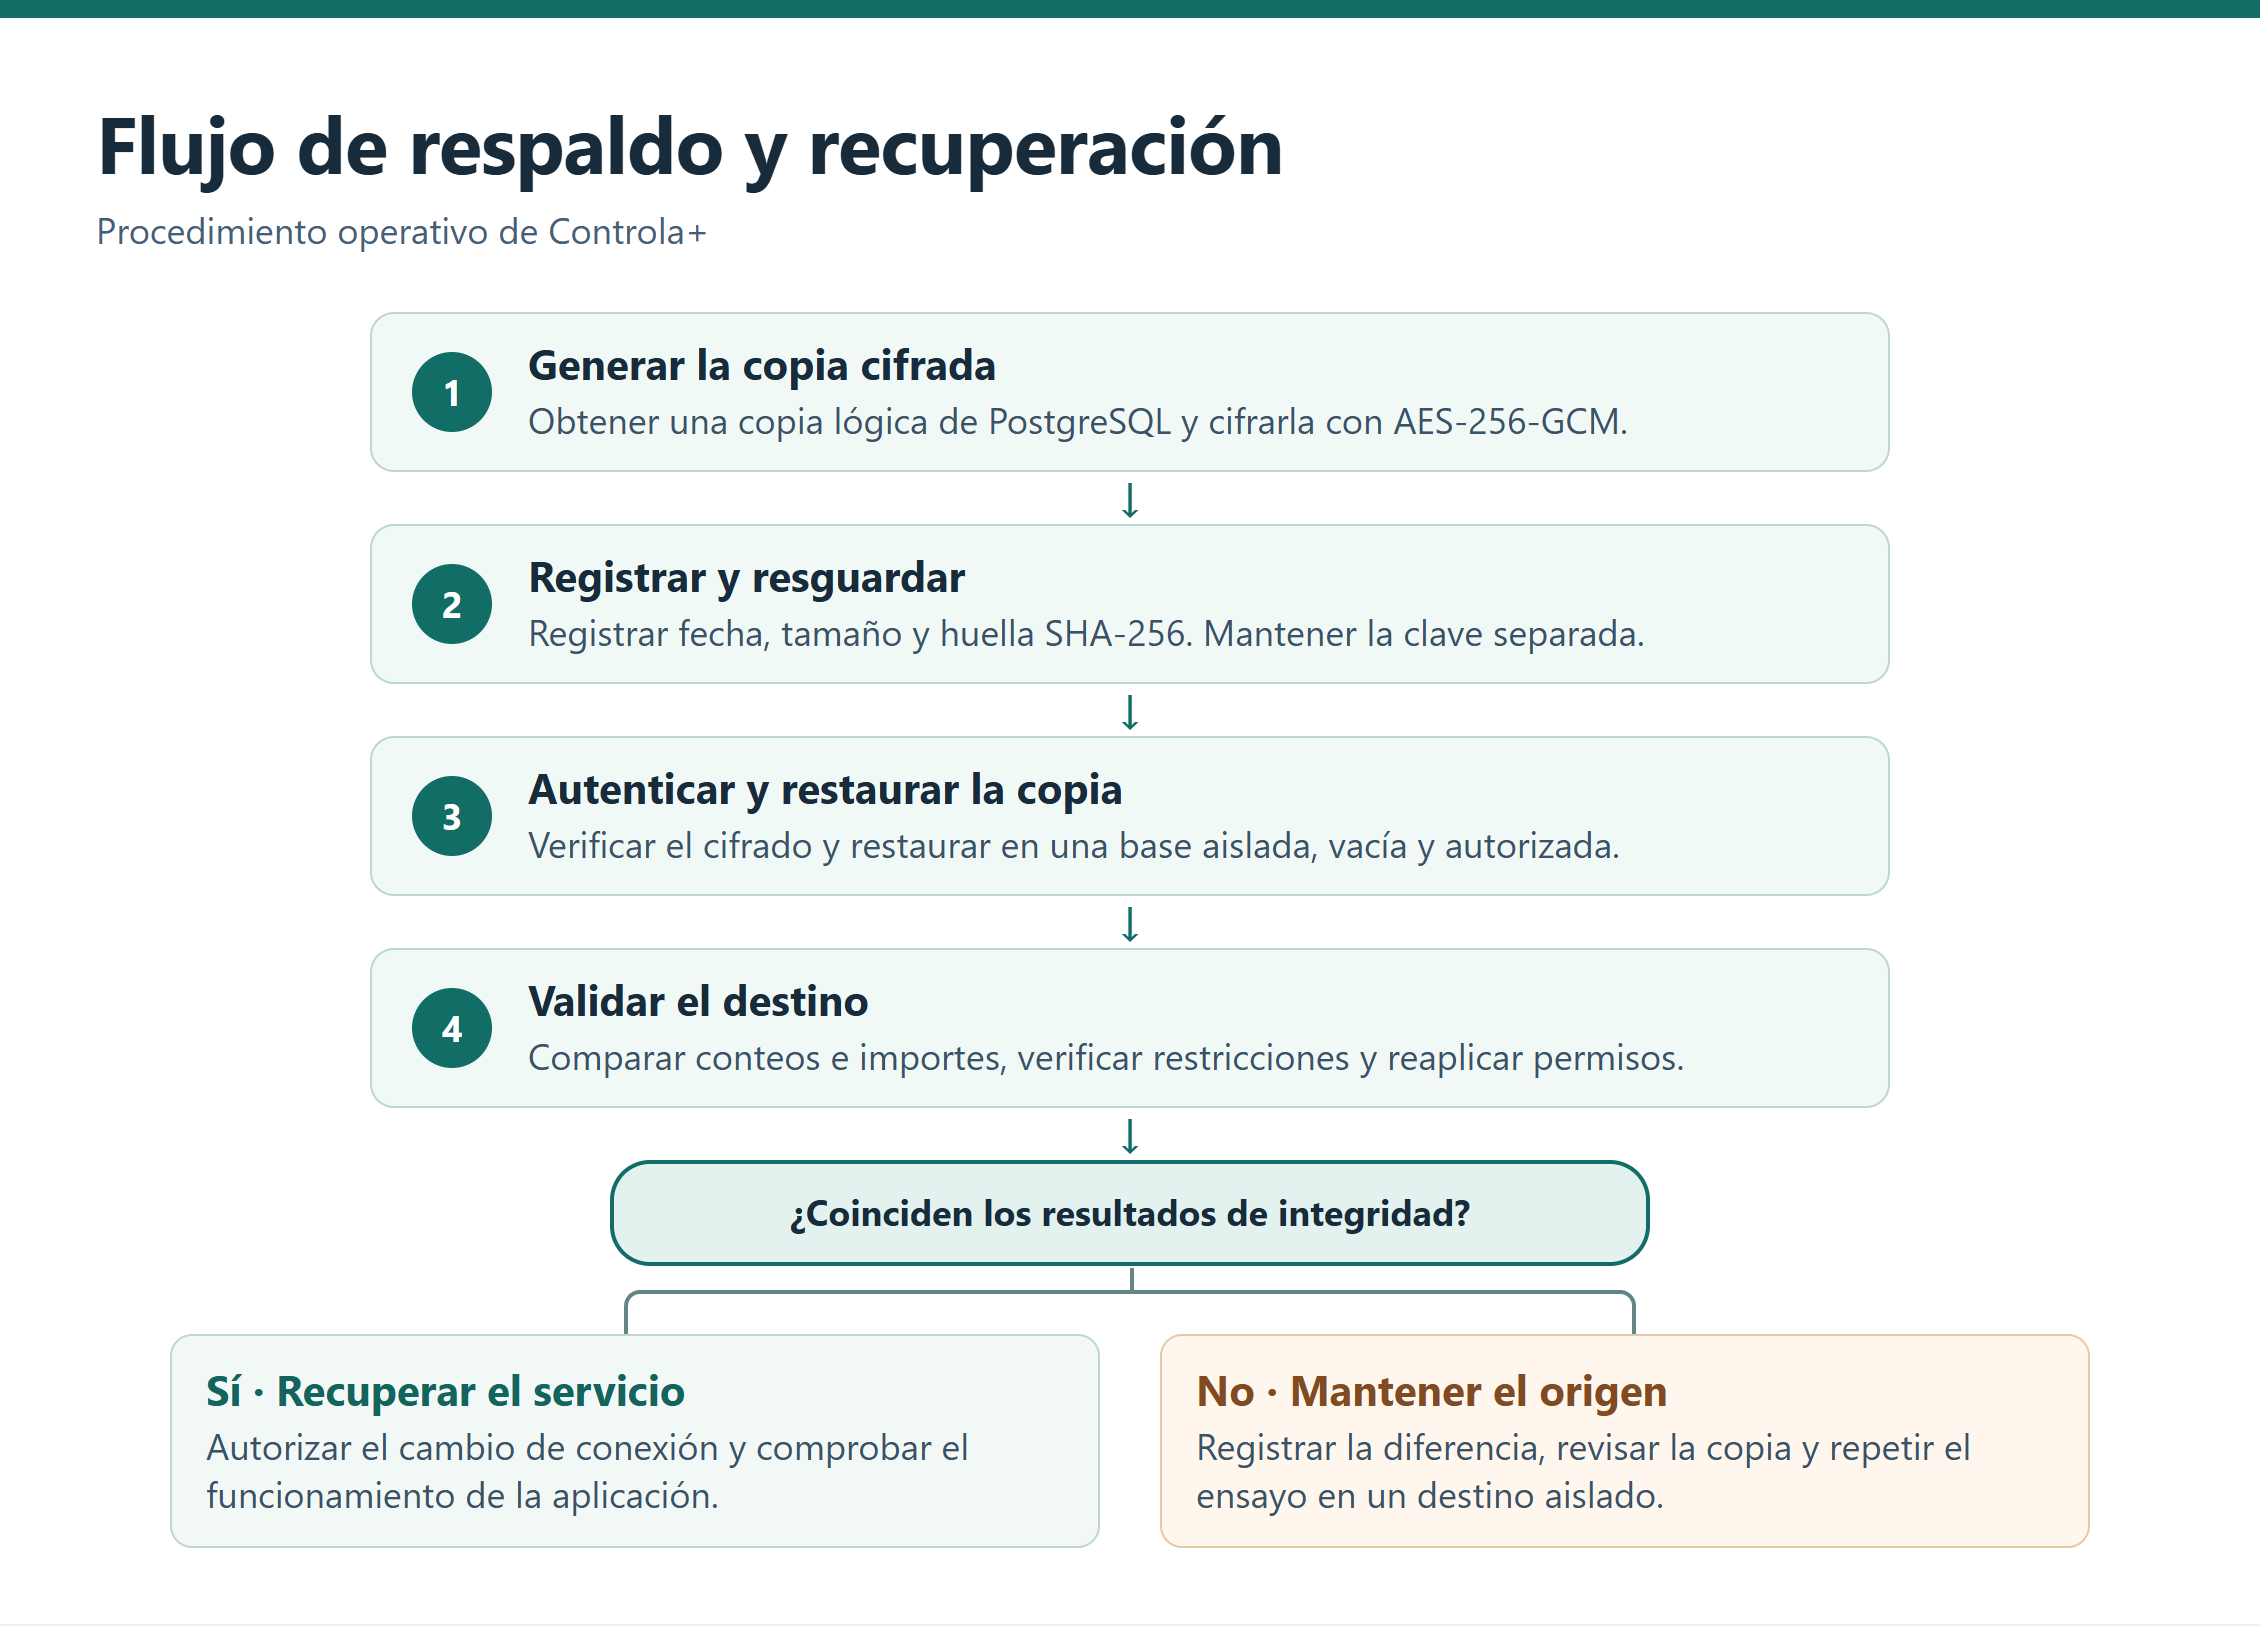 Flujo de respaldo y recuperación
Procedimiento operativo de Controla+
1
Generar la copia cifrada
Obtener una copia lógica de PostgreSQL y cifrarla con AES-256-GCM.
↓
2
Registrar y resguardar
Registrar fecha, tamaño y huella SHA-256. Mantener la clave separada.
↓
3
Autenticar y restaurar la copia
Verificar el cifrado y restaurar en una base aislada, vacía y autorizada.
↓
4
Validar el destino
Comparar conteos e importes, verificar restricciones y reaplicar permisos.
↓
¿Coinciden los resultados de integridad?
Sí · Recuperar el servicio
Autorizar el cambio de conexión y comprobar el
funcionamiento de la aplicación.
No · Mantener el origen
Registrar la diferencia, revisar la copia y repetir el
ensayo en un destino aislado.